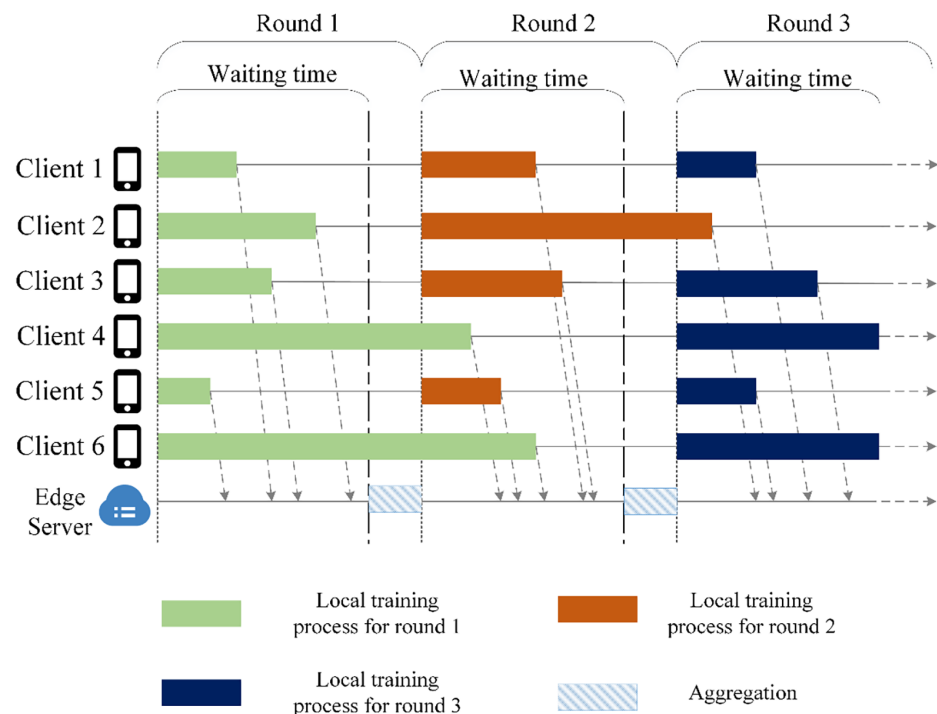 Round 1
Round 2
Round 3
Waiting time
Waiting time
Waiting time
Client 1
Client 2
Client 3
Client 4
Client 5
Client 6
Edge
Server
Local training
process for round 1
Local training
process for round 2
Local training
process for round 3
Aggregation